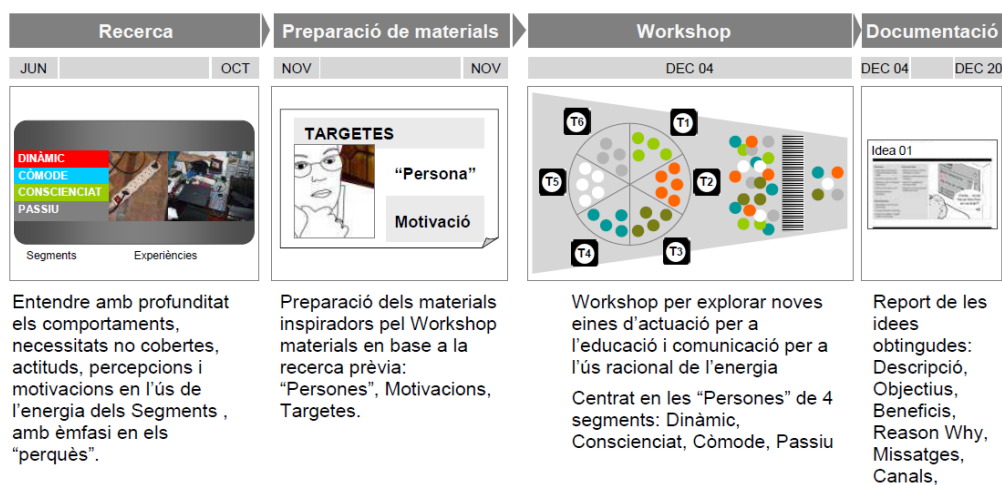 Recerca
Preparació de materials
Workshop
Documentació
JUN
OCT
NOV
NOV
DEC 04
DEC 04
DEC 20
DINÀMIC
CÒMODE
CONSCIENCIAT
PASSIU
Segments
Experiències
TARGETES
“Persona”
Motivació
T6
T1
T5
T2
T4
T3
Idea 01
Entendre amb profunditat
els comportaments,
necessitats no cobertes,
actituds, percepcions i
motivacions en l’ús de
l’energia dels Segments ,
amb èmfasi en els
“perquès”.
Preparació dels materials
inspiradors pel Workshop
materials en base a la
recerca prèvia:
“Persones”, Motivacions,
Targetes.
Workshop per explorar noves
eines d’actuació per a
l’educació i comunicació per a
l’ús racional de l’energia
Centrat en les “Persones” de 4
segments: Dinàmic,
Conscienciat, Còmode, Passiu
Report de les
idees
obtingudes:
Descripció,
Objectius,
Beneficis,
Reason Why,
Missatges,
Canals,